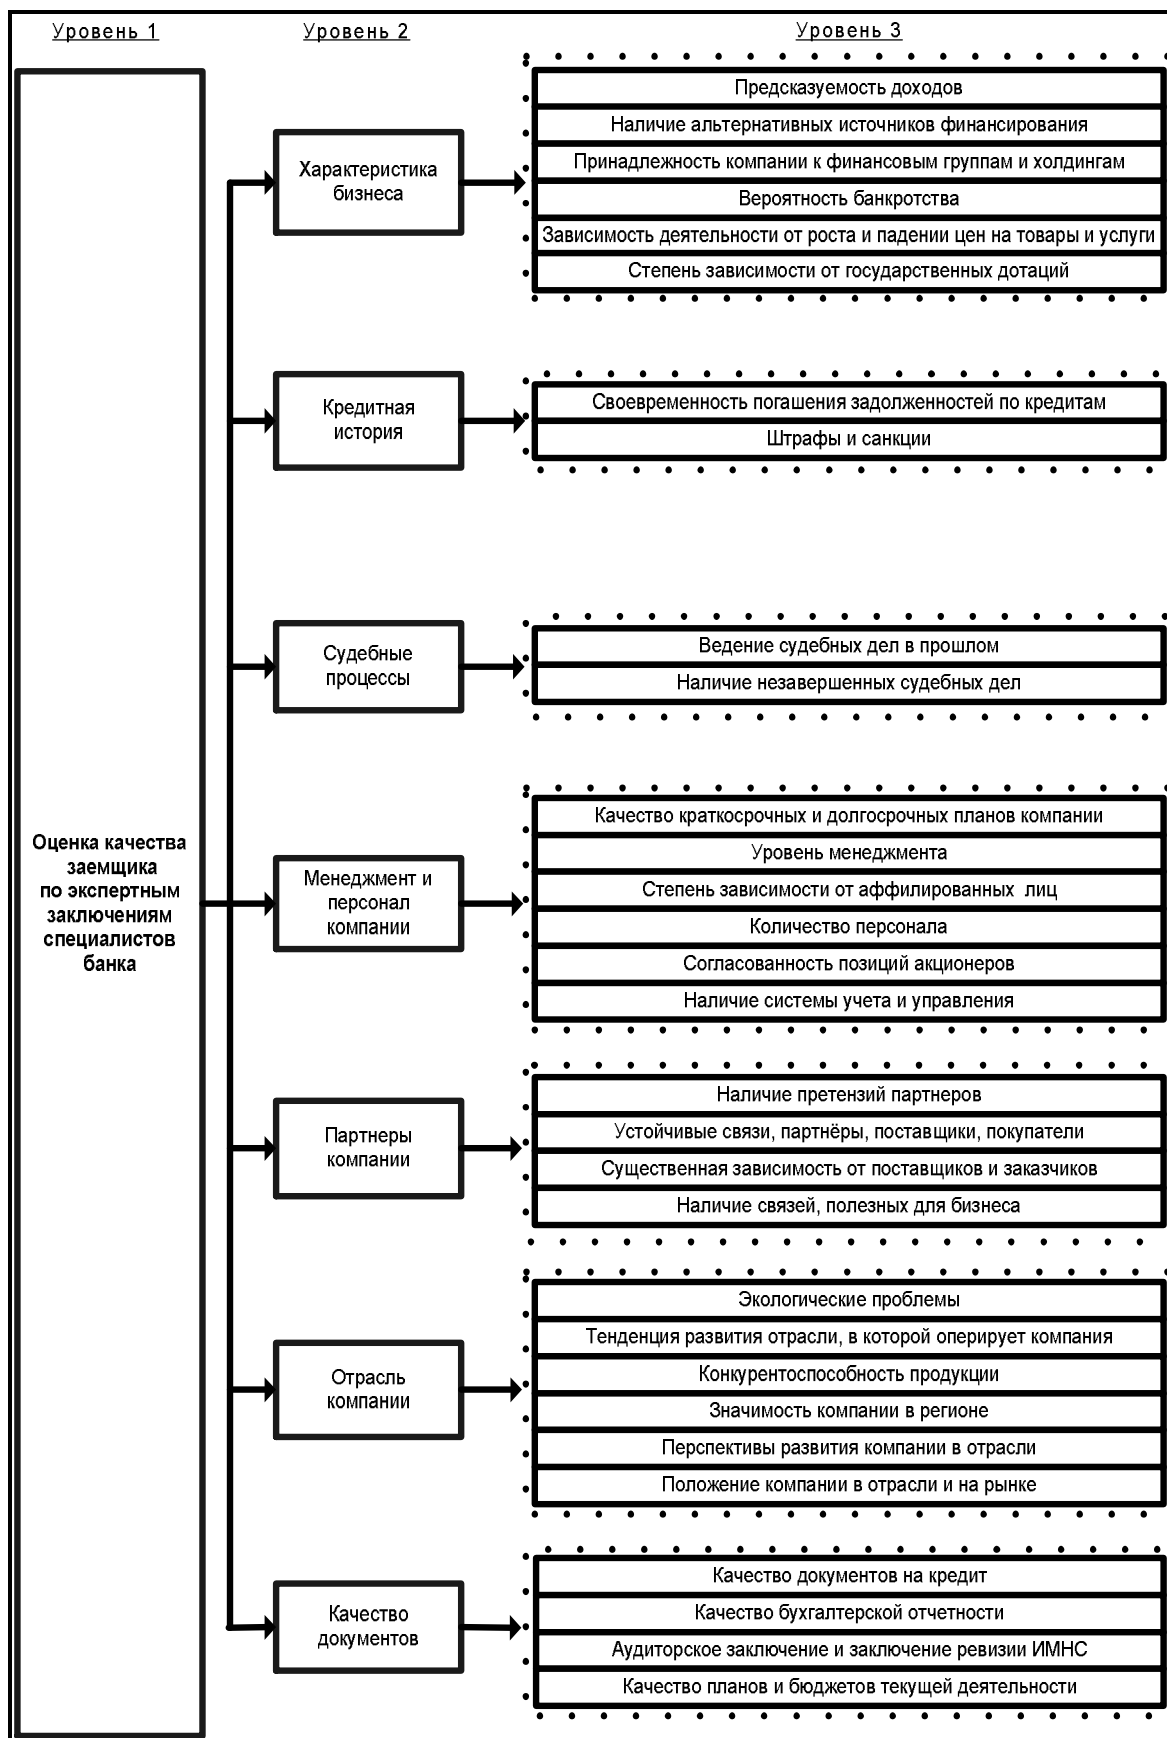 Уровень 1
Уровень 2
Уровень 3
Оценка качества
заемщика
по экспертным
заключениям
специалистов
банка
Характеристика
бизнеса
Предсказуемость доходов
Наличие альтернативных источников финансирования
Принадлежность компании к финансовым группам и холдингам
Вероятность банкротства
Зависимость деятельности от роста и падении цен на товары и услуги
Степень зависимости от государственных дотаций
Кредитная
история
Своевременность погашения задолженностей по кредитам
Штрафы и санкции
Судебные
процессы
Ведение судебных дел в прошлом
Наличие незавершенных судебных дел
Менеджмент и
персонал
компании
Качество краткосрочных и долгосрочных планов компании
Уровень менеджмента
Степень зависимости от аффилированных лиц
Количество персонала
Согласованность позиций акционеров
Наличие системы учета и управления
Партнеры
компании
Наличие претензий партнеров
Устойчивые связи, партнёры, поставщики, покупатели
Существенная зависимость от поставщиков и заказчиков
Наличие связей, полезных для бизнеса
Отрасль
компании
Экологические проблемы
Тенденция развития отрасли, в которой оперирует компания
Конкурентоспособность продукции
Значимость компании в регионе
Перспективы развития компании в отрасли
Положение компании в отрасли и на рынке
Качество
документов
Качество документов на кредит
Качество бухгалтерской отчетности
Аудиторское заключение и заключение ревизии ИМНС
Качество планов и бюджетов текущей деятельности